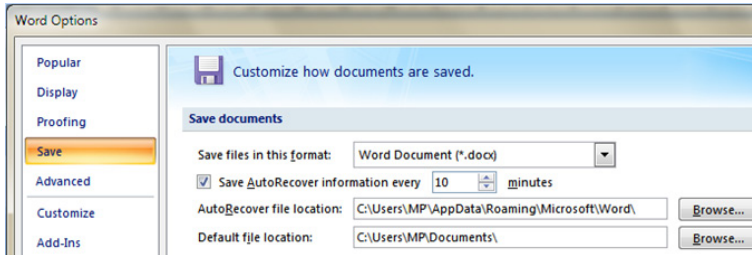 Word Options
Popular
Display
Proofing
Save
Advanced
Customize
Add-Ins
Customize how documents are saved.
Save documents
Save files in this format: Word Document (*.docx)
Save AutoRecover information every 10 minutes
AutoRecover file location: C:\Users\MP\AppData\Roaming\Microsoft\Word\ Browse...
Default file location: C:\Users\MP\Documents\ Browse...